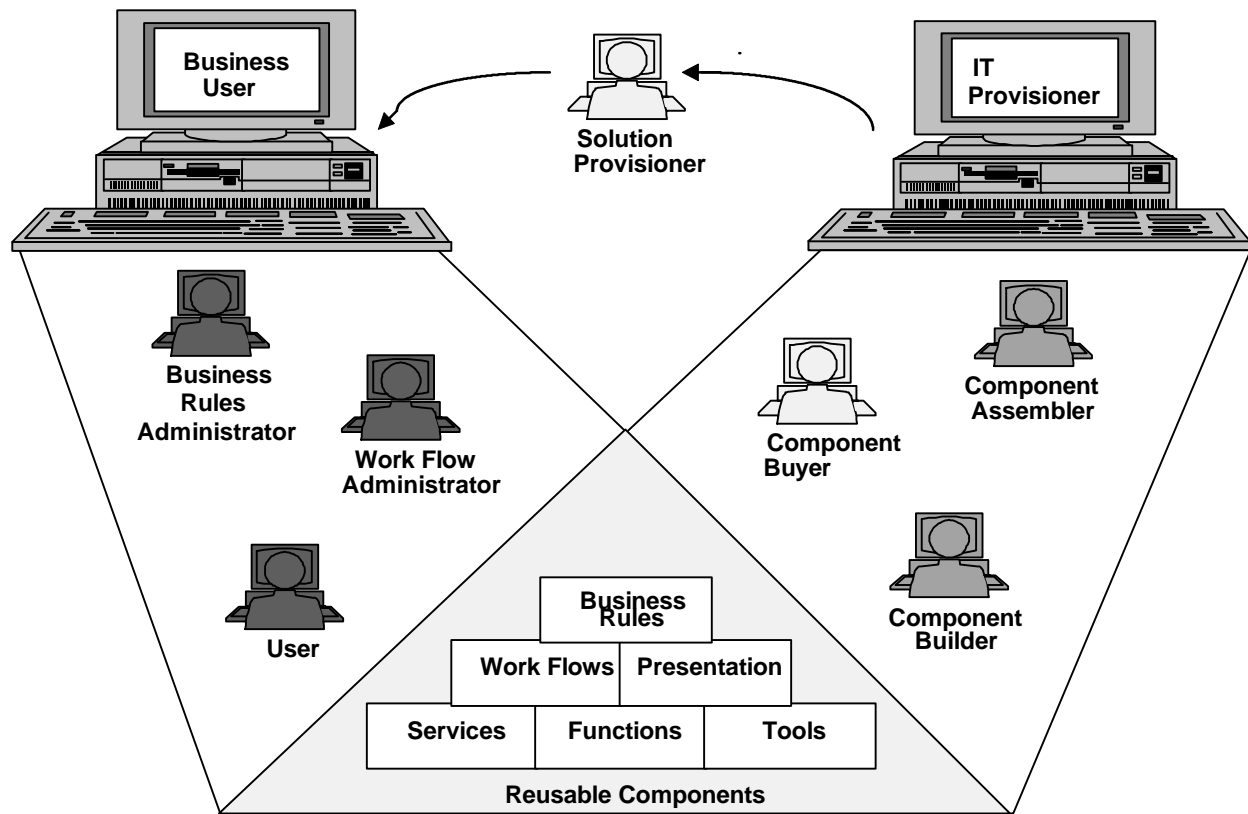 Business
User
IT
Provisioner
Solution
Provisioner
Business
Rules
Administrator
Work Flow
Administrator
User
Component
Assembler
Component
Buyer
Component
Builder
Business
Rules
Work Flows
Presentation
Services
Functions
Tools
Reusable Components